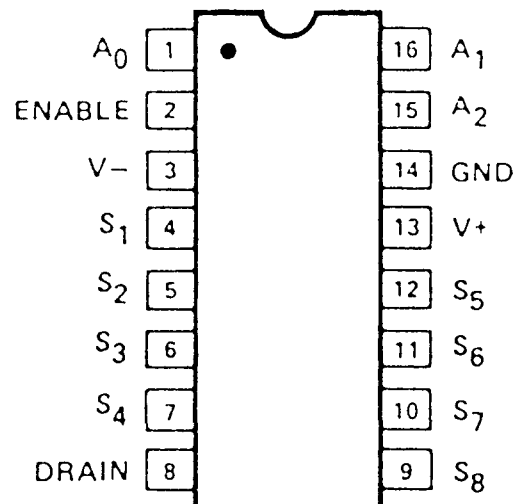 A0 1 16 A1
ENABLE 2 15 A2
V− 3 14 GND
S1 4 13 V+
S2 5 12 S5
S3 6 11 S6
S4 7 10 S7
DRAIN 8 9 S8